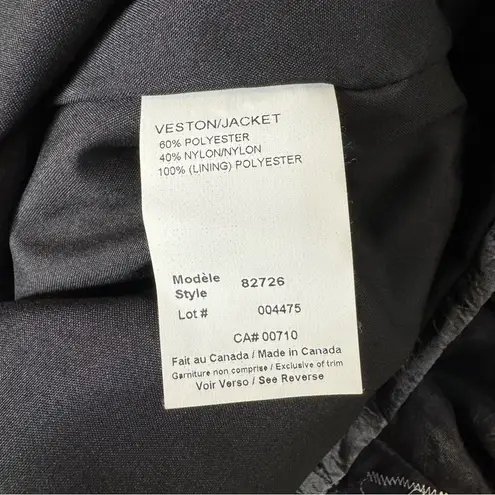 VESTON/JACKET
60% POLYESTER
40% NYLON/NYLON
100% (LINING) POLYESTER
Modèle
Style 82726
Lot # 004475
CA# 00710
Fait au Canada / Made in Canada
Garniture non comprise / Exclusive of trim
Voir Verso / See Reverse